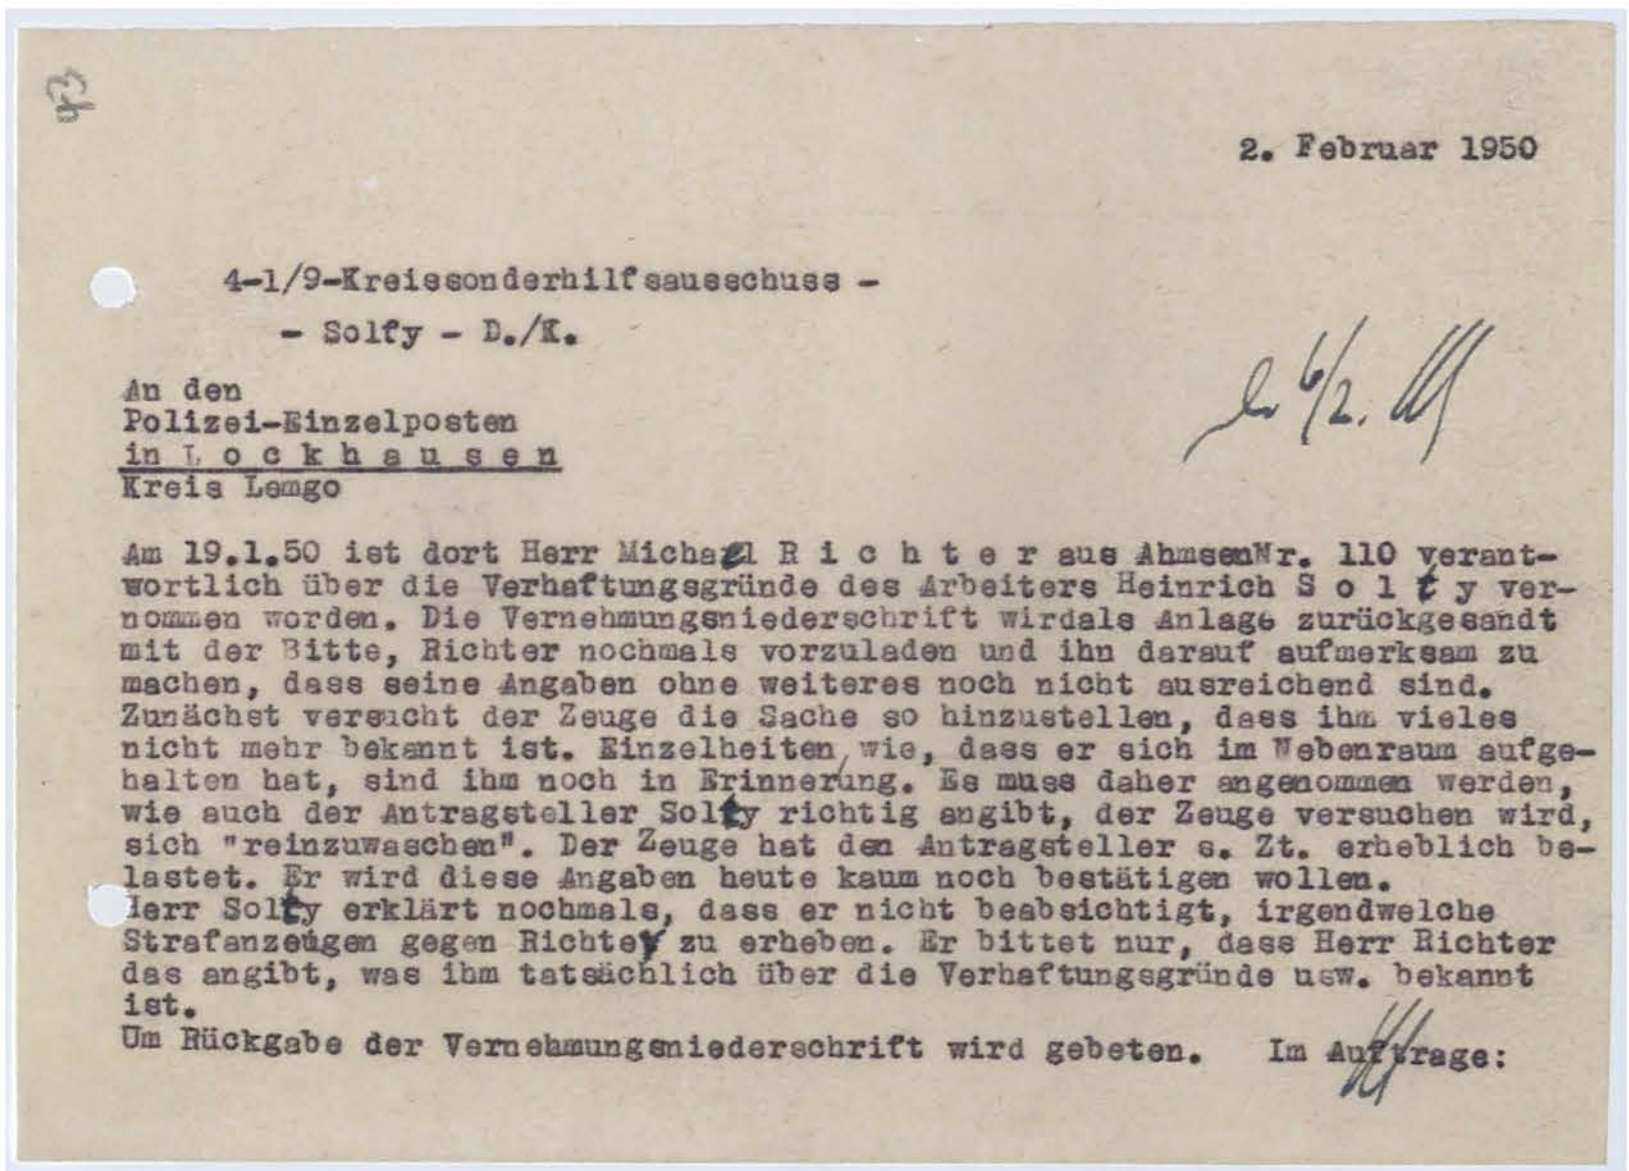 2. Februar 1950
4-1/9-Kreissonderhilfsausschuss -
- Solfy - D./K.
6/2.
An den
Polizei-Einzelposten
in L o c k h a u s e n
Kreis Lemgo
Am 19.1.50 ist dort Herr Michael R i c h t e r aus AhmsenNr. 110 verant-
wortlich über die Verhaftungsgründe des Arbeiters Heinrich S o l t y ver-
nommen worden. Die Vernehmungsniederschrift wirdals Anlage zurückgesandt
mit der Bitte, Richter nochmals vorzuladen und ihn darauf aufmerksam zu
machen, dass seine Angaben ohne weiteres noch nicht ausreichend sind.
Zunächst versucht der Zeuge die Sache so hinzustellen, dass ihm vieles
nicht mehr bekannt ist. Einzelheiten, wie, dass er sich im Nebenraum aufge-
halten hat, sind ihm noch in Erinnerung. Es muss daher angenommen werden,
wie auch der Antragsteller Solty richtig angibt, der Zeuge versuchen wird,
sich "reinzuwaschen". Der Zeuge hat den Antragsteller s. Zt. erheblich be-
lastet. Er wird diese Angaben heute kaum noch bestätigen wollen.
Herr Solty erklärt nochmals, dass er nicht beabsichtigt, irgendwelche
Strafanzeigen gegen Richter zu erheben. Er bittet nur, dass Herr Richter
das angibt, was ihm tatsächlich über die Verhaftungsgründe usw. bekannt
ist.
Um Rückgabe der Vernehmungsniederschrift wird gebeten. Im Auftrage: